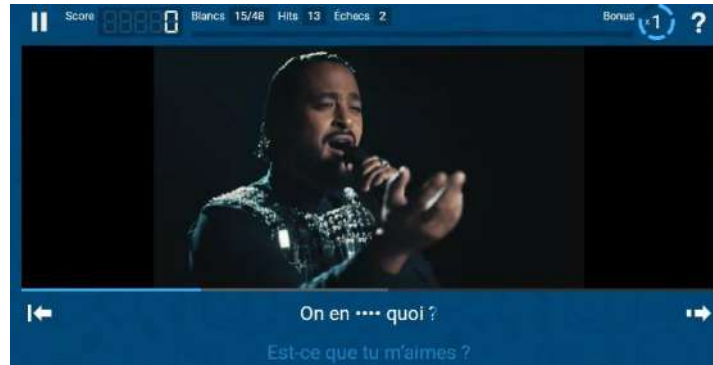 Score 0 Blancs 15/48 Hits 13 Échecs 2 Bonus x1 ?
On en •••• quoi ?
Est-ce que tu m'aimes ?